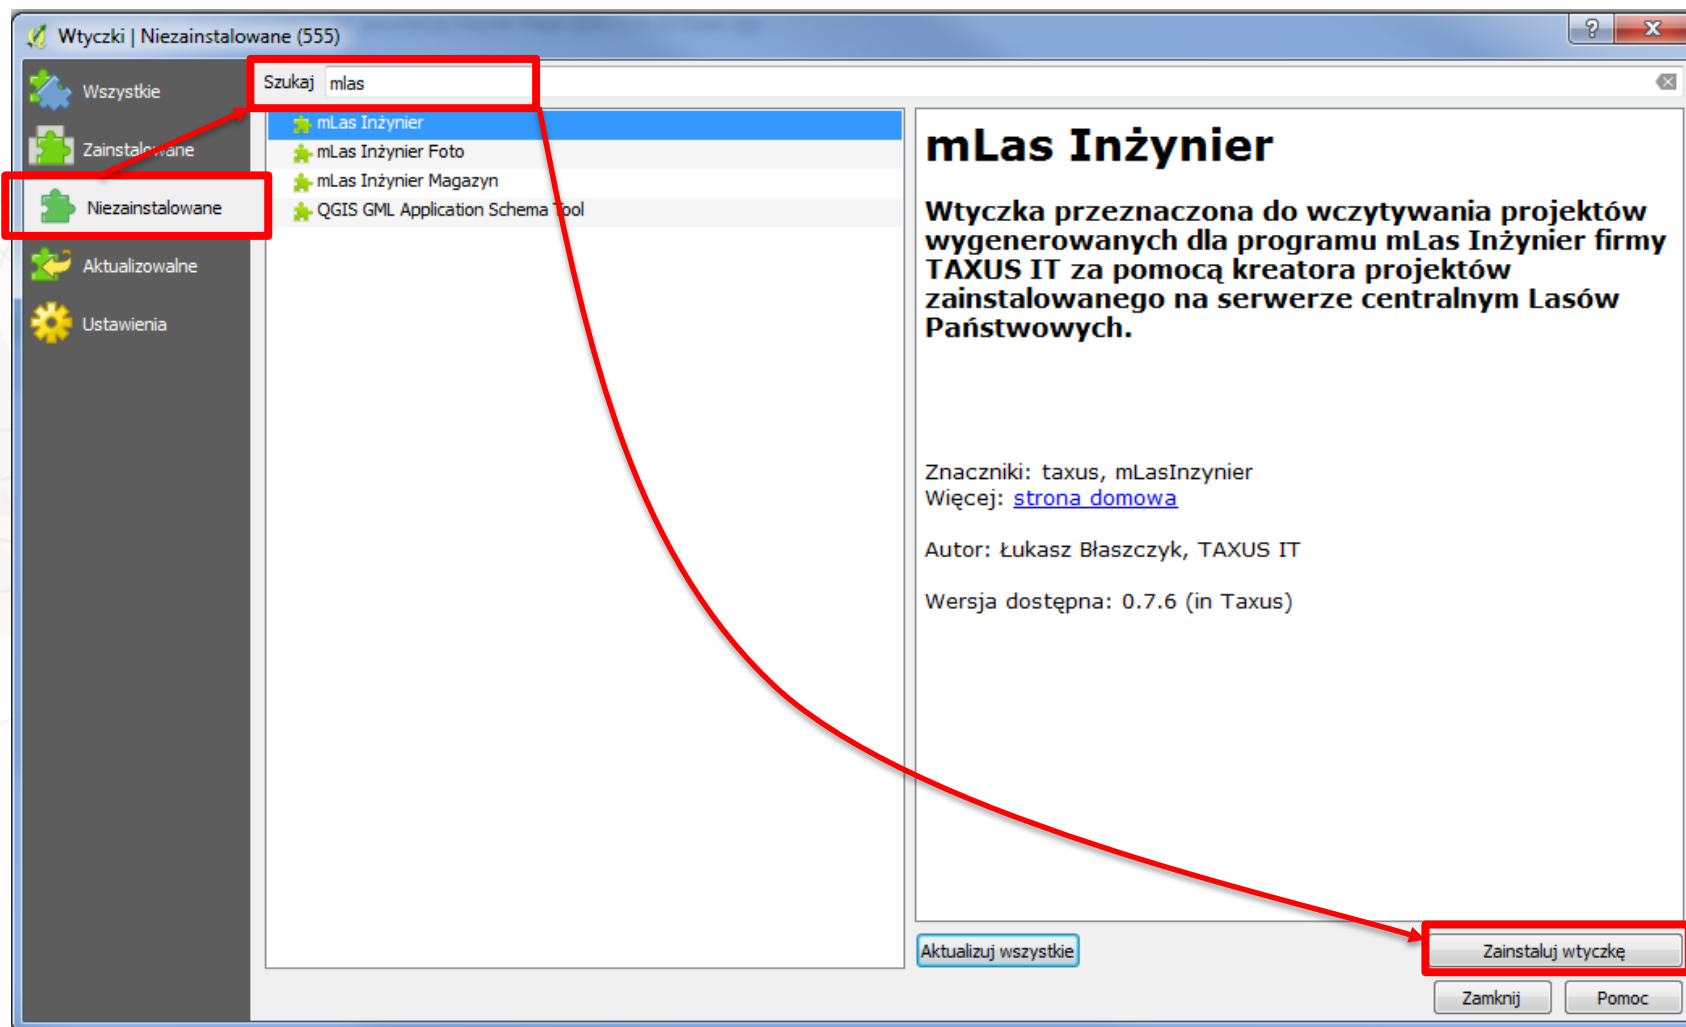 Wtyczki | Niezainstalowane (555)
Wszystkie
Zainstalowane
Niezainstalowane
Aktualizowalne
Ustawienia
Szukaj mlas
mLas Inżynier
mLas Inżynier Foto
mLas Inżynier Magazyn
QGIS GML Application Schema Tool
mLas Inżynier
Wtyczka przeznaczona do wczytywania projektów
wygenerowanych dla programu mLas Inżynier firmy
TAXUS IT za pomocą kreatora projektów
zainstalowanego na serwerze centralnym Lasów
Państwowych.
Znaczniki: taxus, mLasInzynier
Więcej: strona domowa
Autor: Łukasz Błaszczyk, TAXUS IT
Wersja dostępna: 0.7.6 (in Taxus)
Aktualizuj wszystkie
Zainstaluj wtyczkę
Zamknij
Pomoc